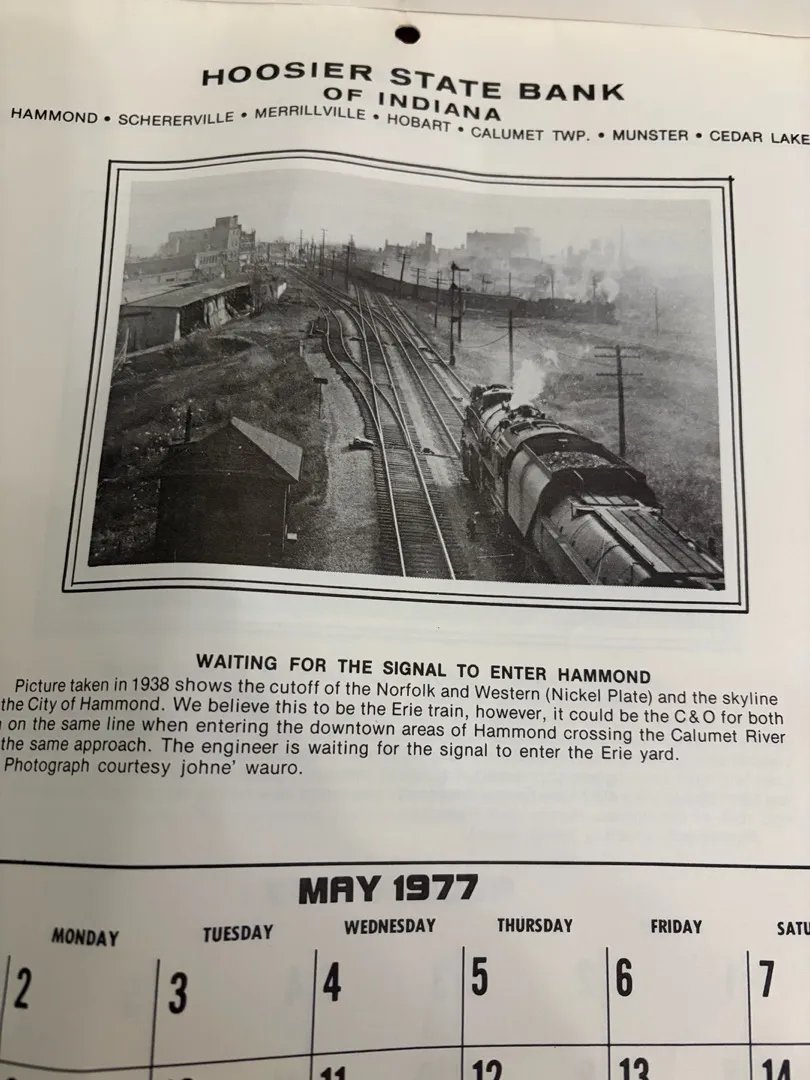 HOOSIER STATE BANK
OF INDIANA
HAMMOND • SCHERERVILLE • MERRILLVILLE • HOBART • CALUMET TWP. • MUNSTER • CEDAR LAKE
WAITING FOR THE SIGNAL TO ENTER HAMMOND
Picture taken in 1938 shows the cutoff of the Norfolk and Western (Nickel Plate) and the skyline
the City of Hammond. We believe this to be the Erie train, however, it could be the C&O for both
on the same line when entering the downtown areas of Hammond crossing the Calumet River
the same approach. The engineer is waiting for the signal to enter the Erie yard.
Photograph courtesy johne' wauro.
MAY 1977
MONDAY TUESDAY WEDNESDAY THURSDAY FRIDAY SATU
2 3 4 5 6 7
11 12 13 14